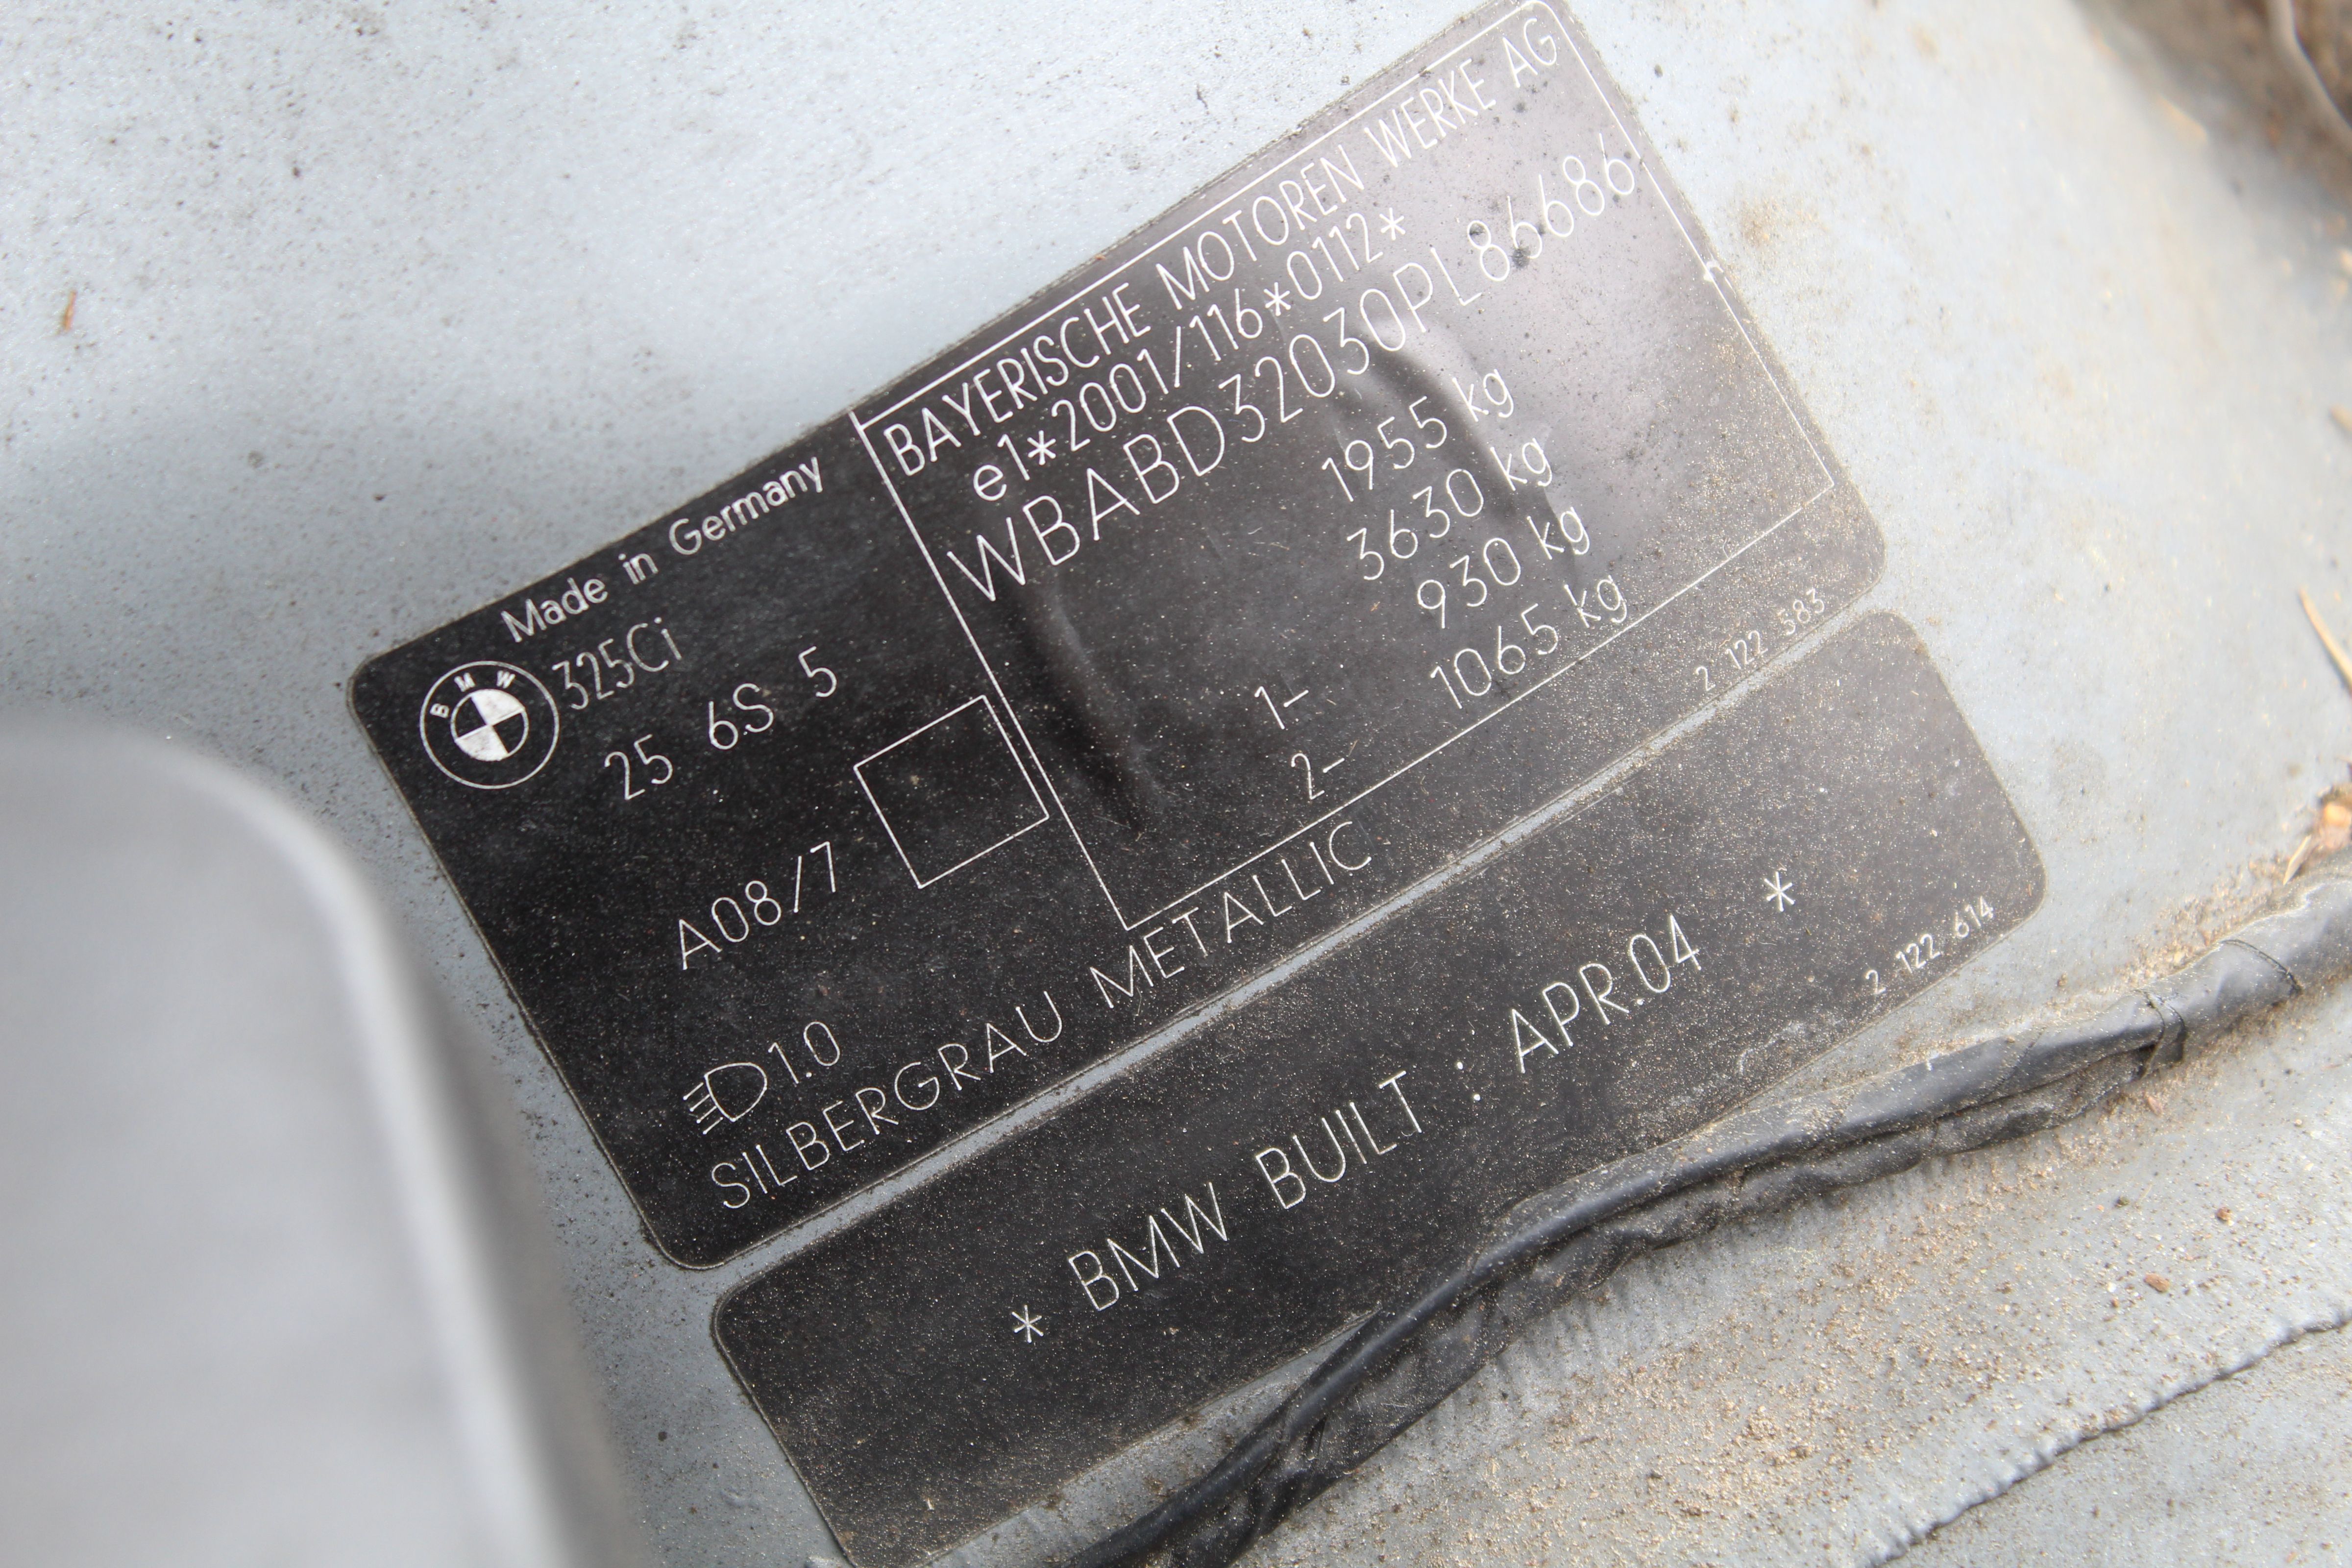 Made in Germany
BMW
325Ci
25 6S 5
A08/7
1.0
BAYERISCHE MOTOREN WERKE AG
e1*2001/116*0112*
WBABD32030PL86686
1955 kg
3630 kg
1- 930 kg
2- 1065 kg
SILBERGRAU METALLIC
2 122 583
* BMW BUILT : APR.04 *
2 122 614